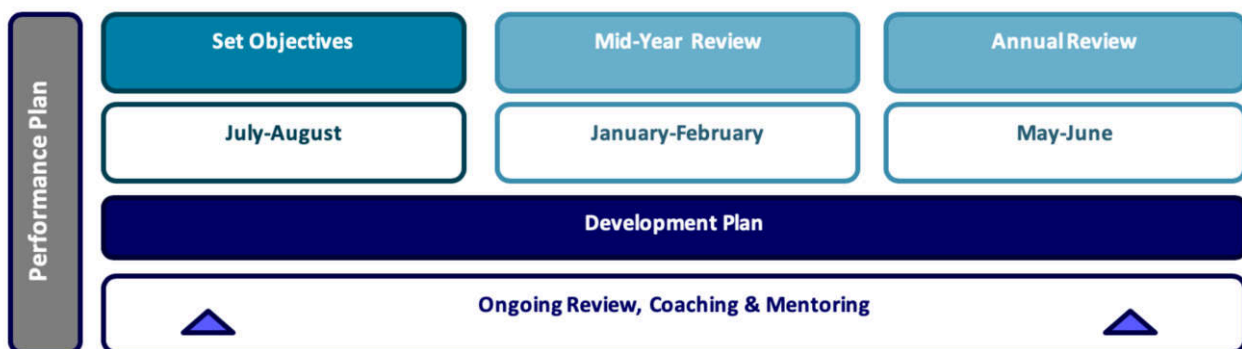 Performance Plan
Set Objectives
Mid-Year Review
Annual Review
July-August
January-February
May-June
Development Plan
Ongoing Review, Coaching & Mentoring